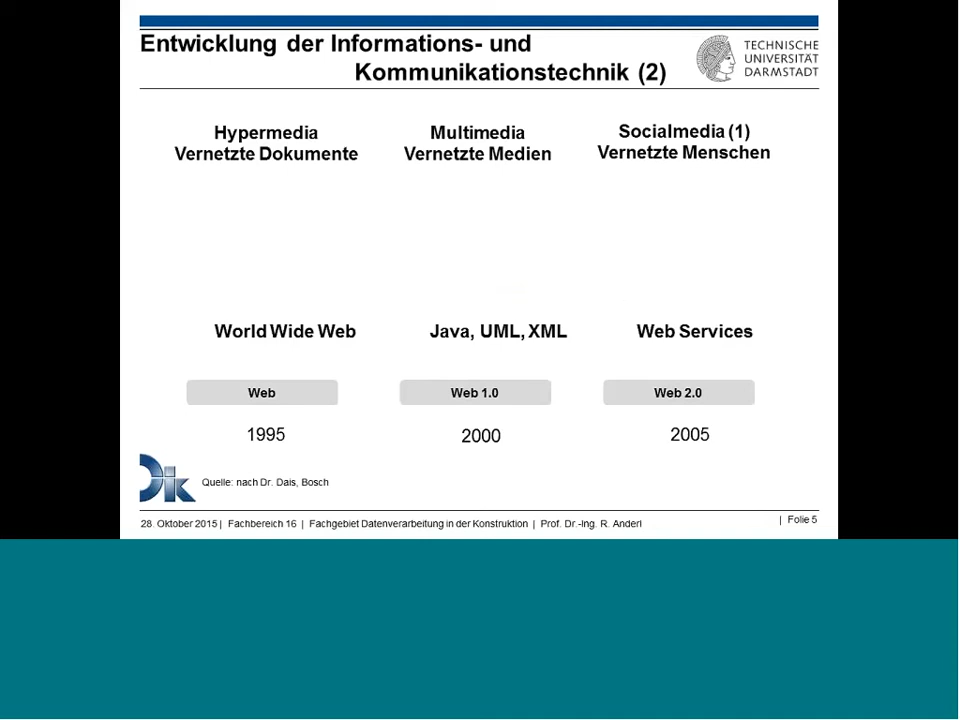 Entwicklung der Informations- und
Kommunikationstechnik (2)
TECHNISCHE
UNIVERSITÄT
DARMSTADT
Hypermedia
Vernetzte Dokumente
Multimedia
Vernetzte Medien
Socialmedia (1)
Vernetzte Menschen
World Wide Web
Java, UML, XML
Web Services
Web
Web 1.0
Web 2.0
1995
2000
2005
Dik
Quelle: nach Dr. Dais, Bosch
28. Oktober 2015 | Fachbereich 16 | Fachgebiet Datenverarbeitung in der Konstruktion | Prof. Dr.-Ing. R. Anderl
| Folie 5